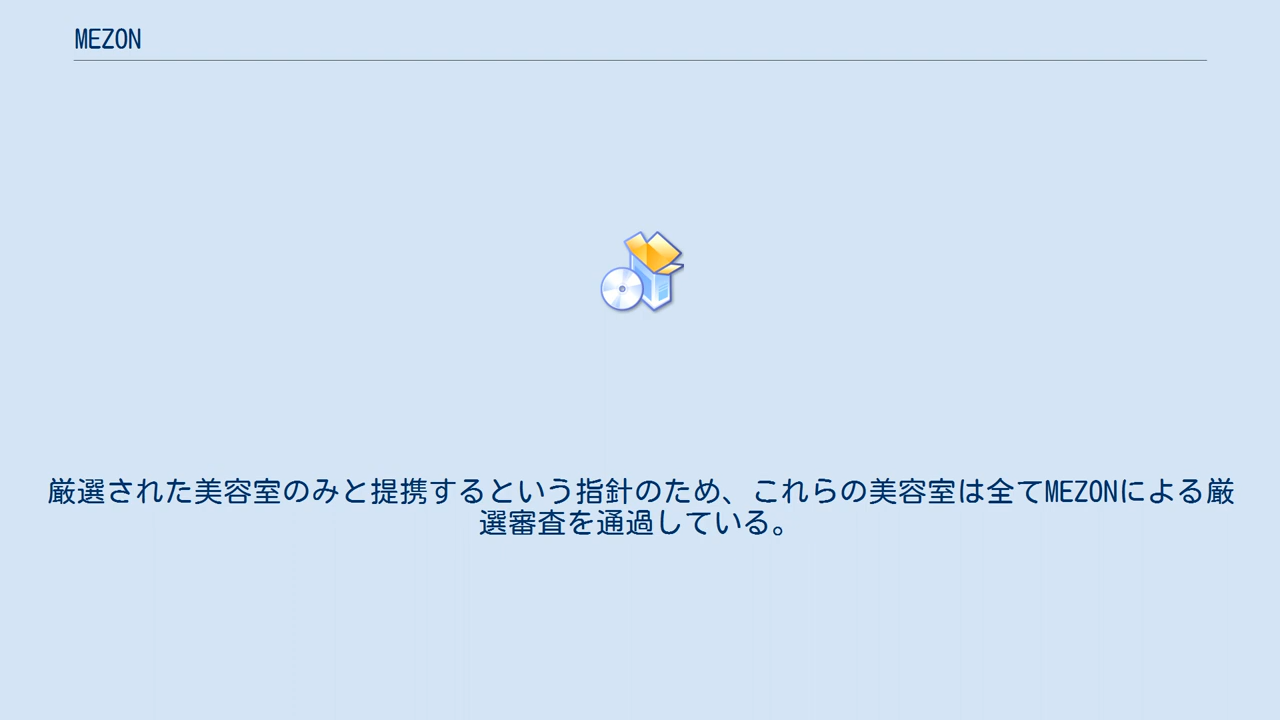 MEZON
厳選された美容室のみと提携するという指針のため、これらの美容室は全てMEZONによる厳
選審査を通過している。